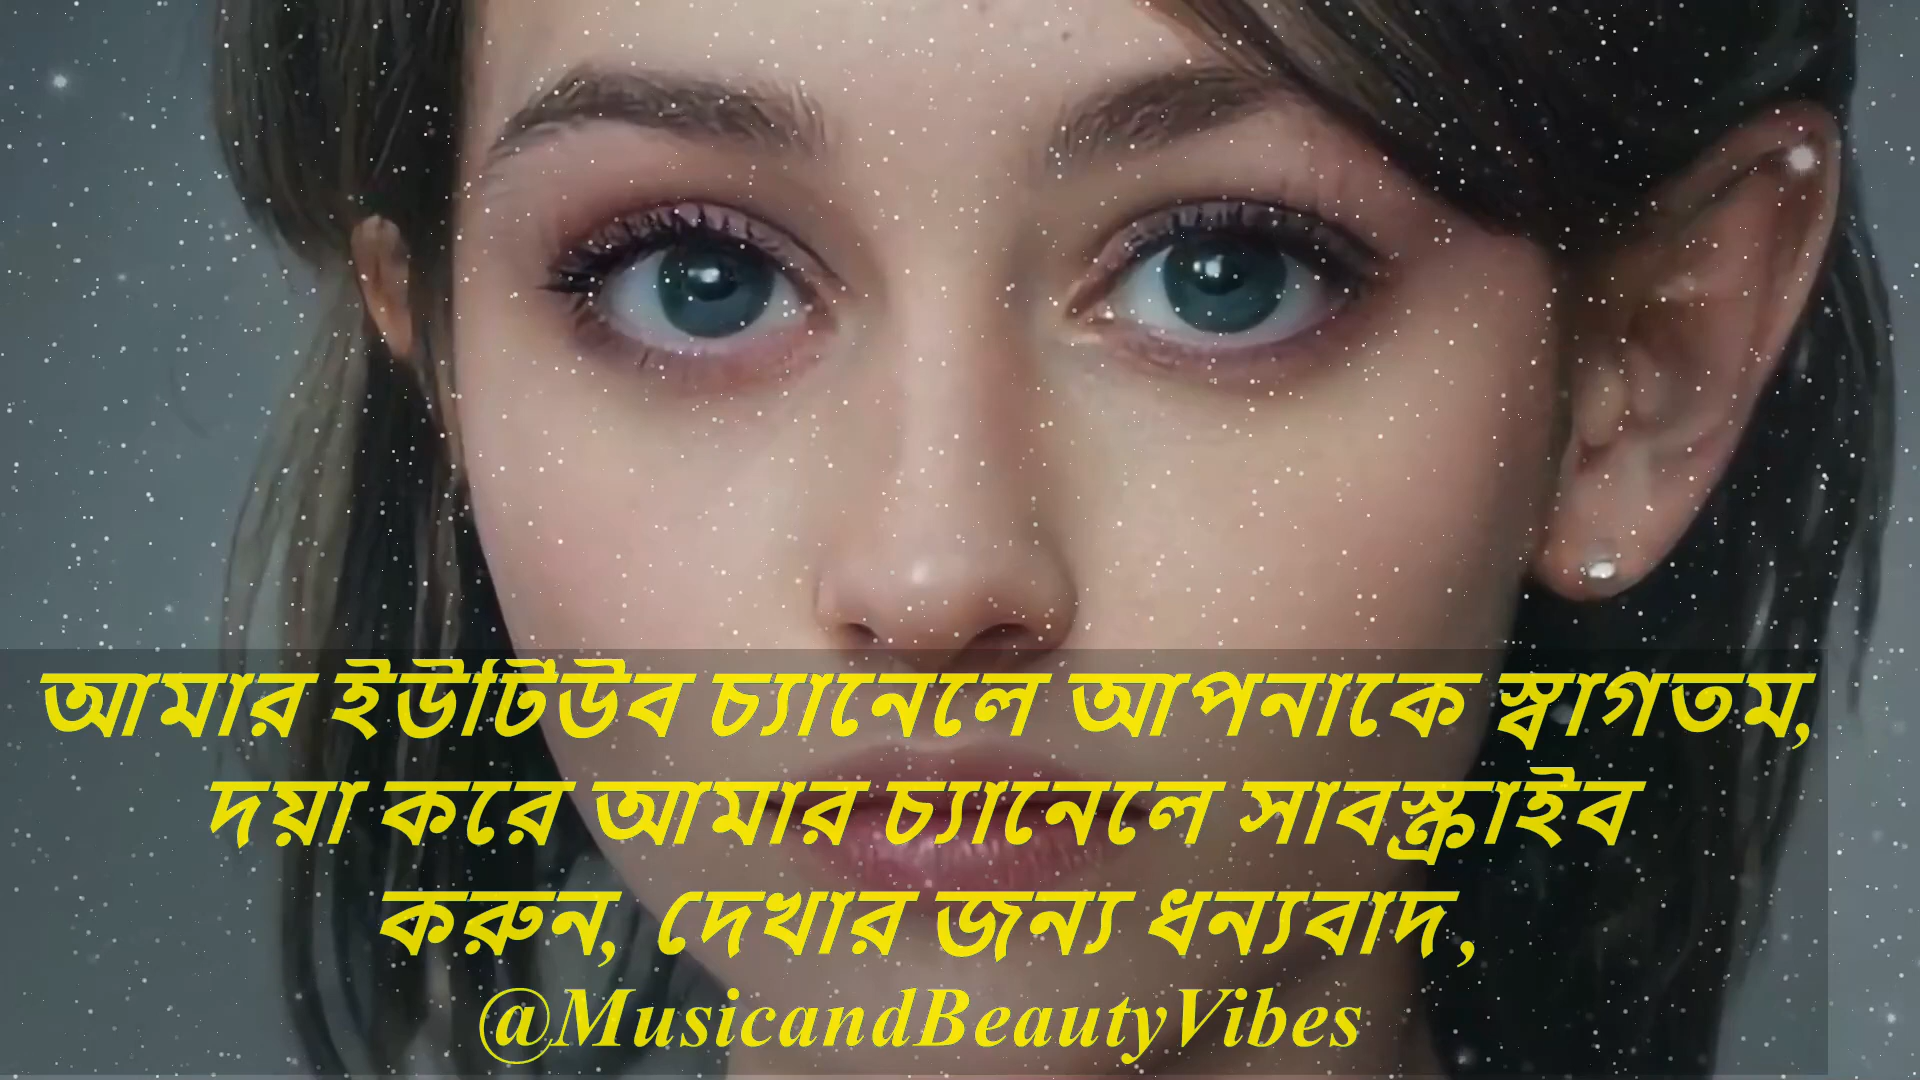 আমার ইউটিউব চ্যানেলে আপনাকে স্বাগতম,
দয়া করে আমার চ্যানেলে সাবস্ক্রাইব
করুন, দেখার জন্য ধন্যবাদ,
@MusicandBeautyVibes